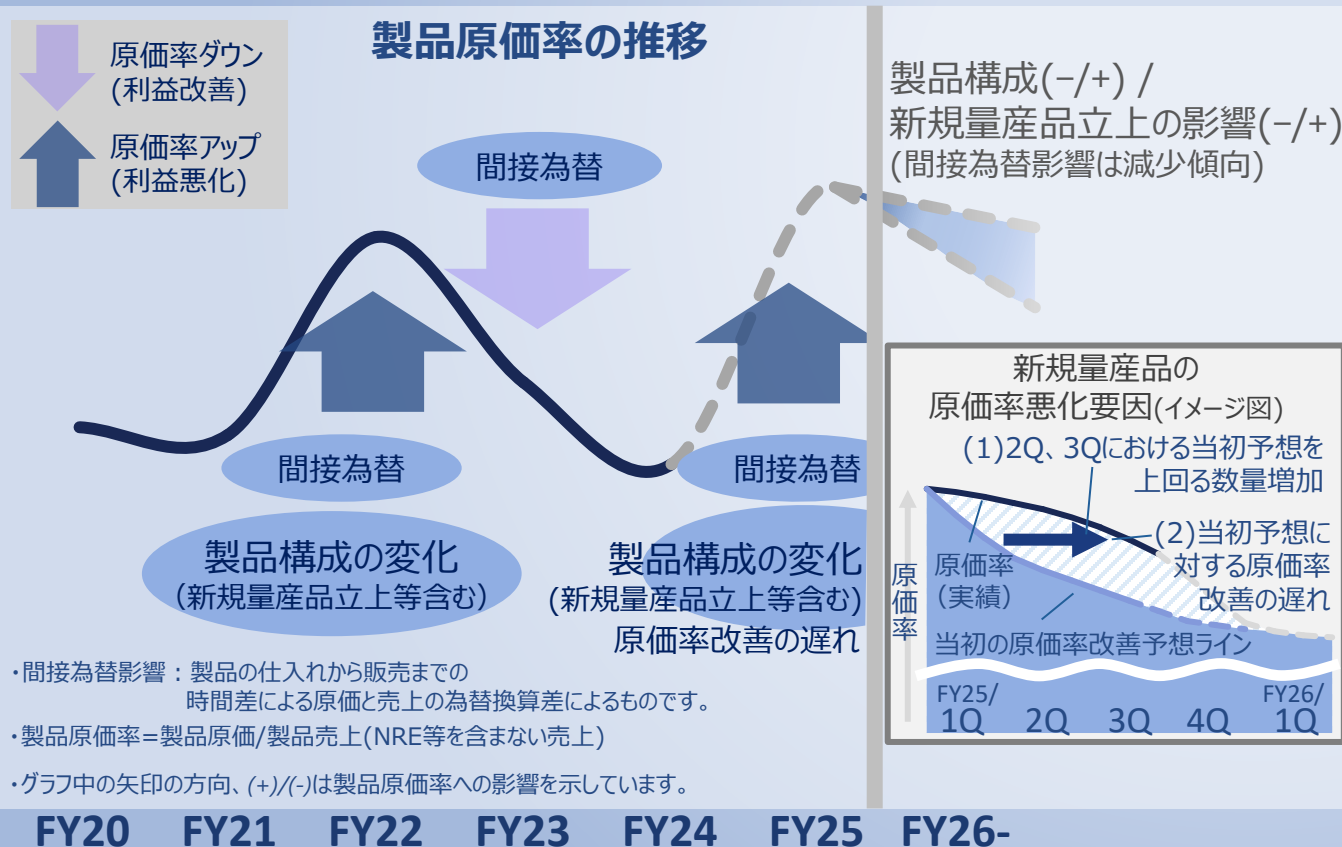 製品原価率の推移
原価率ダウン
(利益改善)
原価率アップ
(利益悪化)
間接為替
間接為替
製品構成の変化
(新規量産品立上等含む)
間接為替
製品構成の変化
(新規量産品立上等含む)
原価率改善の遅れ
製品構成(−/+) /
新規量産品立上の影響(−/+)
(間接為替影響は減少傾向)
新規量産品の
原価率悪化要因(イメージ図)
(1)2Q、3Qにおける当初予想を
上回る数量増加
(2)当初予想に
対する原価率
改善の遅れ
原価率
原価率
(実績)
当初の原価率改善予想ライン
FY25/ FY26/
1Q 2Q 3Q 4Q 1Q
・間接為替影響：製品の仕入れから販売までの
時間差による原価と売上の為替換算差によるものです。
・製品原価率=製品原価/製品売上(NRE等を含まない売上)
・グラフ中の矢印の方向、(+)/(-)は製品原価率への影響を示しています。
FY20 FY21 FY22 FY23 FY24 FY25 FY26-